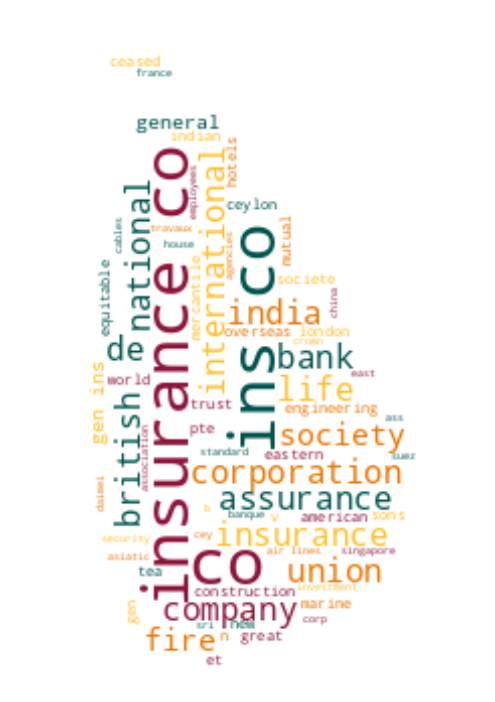 ceased
france
general
indian
insurance co
national
international
hotels
employees
ceylon
cables
travaux
house
agencies
mutual
ins co
equitable
mercantile
societe
china
india
overseas
london
crown
de
bank
world
life
east
gen ins
trust
engineering
british
association
pte
society
ass
standard
eastern
suez
corporation
daimei
assurance
b
banque
v
american
sons
security
cey
insurance
asiatic
air lines
singapore
tea
co
union
construction
investment
gen
company
marine
corp
sri
new
fire
n
great
et